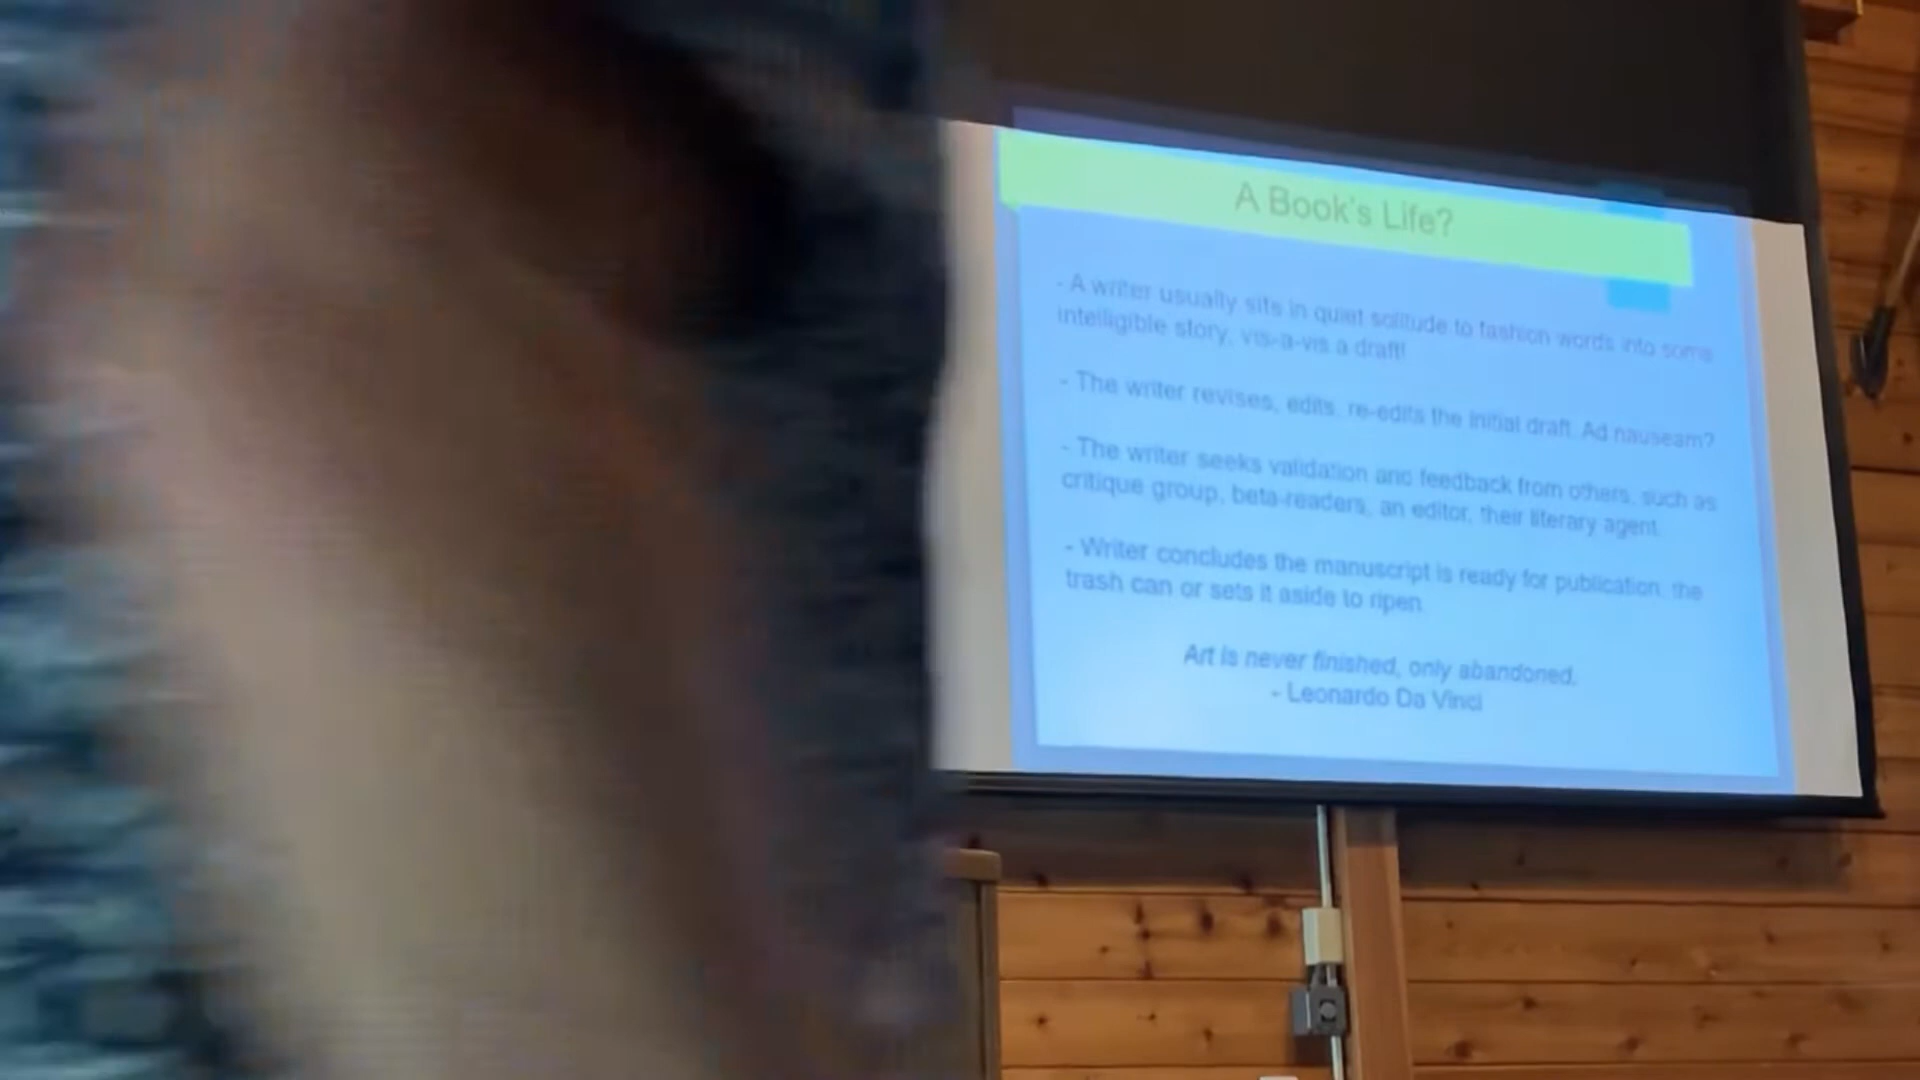 A Book's Life?
- A writer usually sits in quiet solitude to fashion words into some
intelligible story, vis-a-vis a draft!
- The writer revises, edits, re-edits the initial draft. Ad nauseam?
- The writer seeks validation and feedback from others, such as
critique group, beta-readers, an editor, their literary agent.
- Writer concludes the manuscript is ready for publication, the
trash can or sets it aside to ripen.
Art is never finished, only abandoned.
- Leonardo Da Vinci